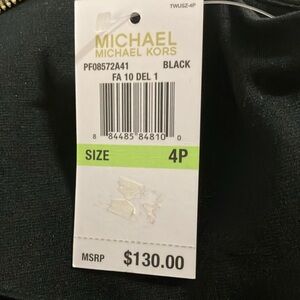 TWUSZ-4P
MICHAEL
MICHAEL KORS
PF08572A41 BLACK
FA 10 DEL 1
8 84485 84810 0
SIZE 4P
MSRP $130.00